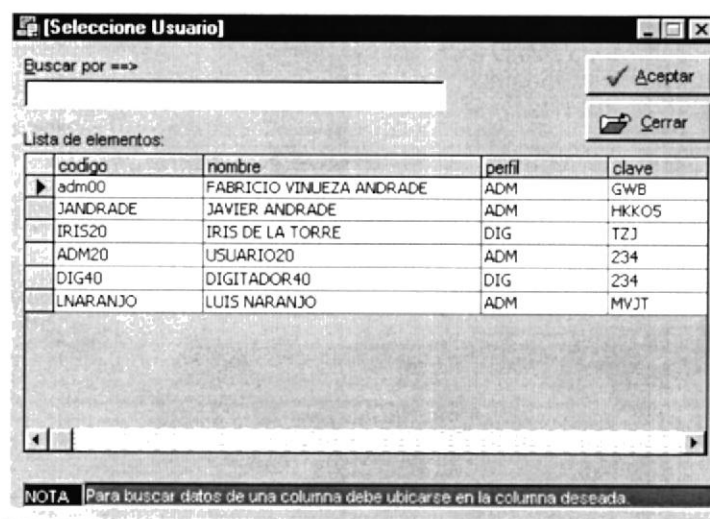 [Seleccione Usuario]
Buscar por ==>
Aceptar
Cerrar
Lista de elementos:
codigo nombre perfil clave
adm00 FABRICIO VINUEZA ANDRADE ADM GWB
JANDRADE JAVIER ANDRADE ADM HKKO5
IRIS20 IRIS DE LA TORRE DIG TZJ
ADM20 USUARIO20 ADM 234
DIG40 DIGITADOR40 DIG 234
LNARANJO LUIS NARANJO ADM MVJT
NOTA Para buscar datos de una columna debe ubicarse en la columna deseada.